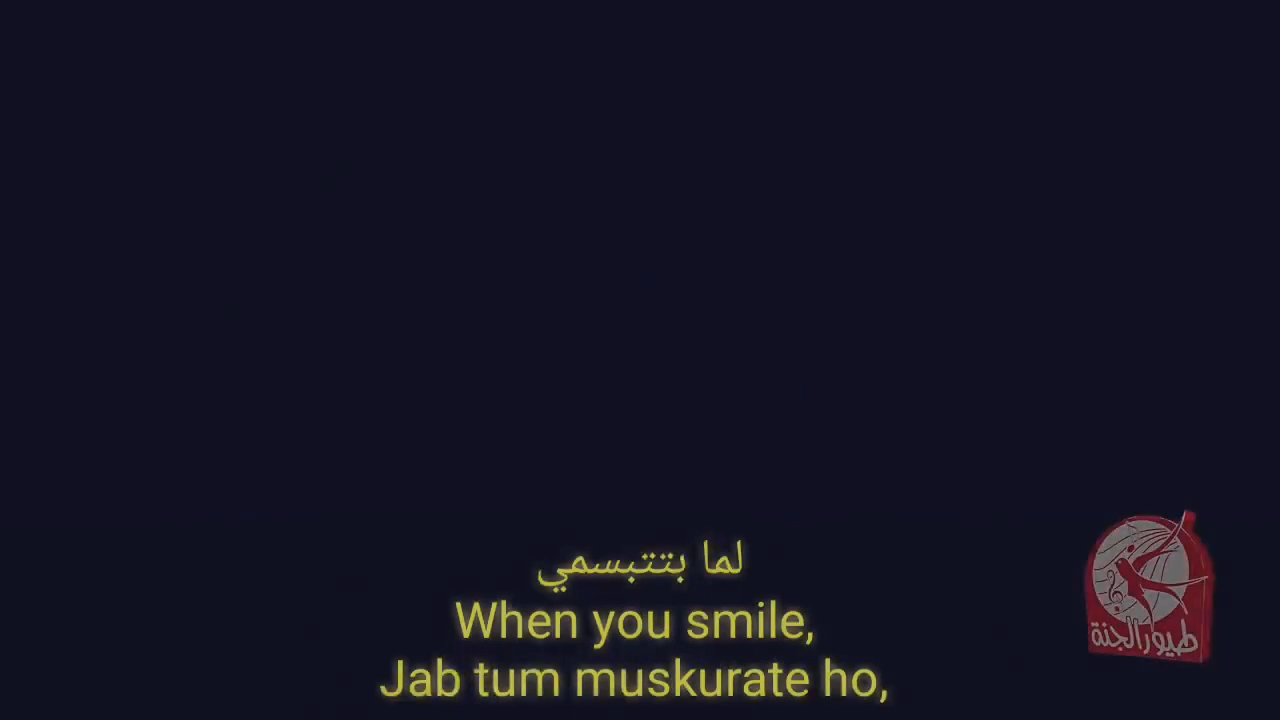 لما بتتبسمي
When you smile,
Jab tum muskurate ho,
طيور الجنة